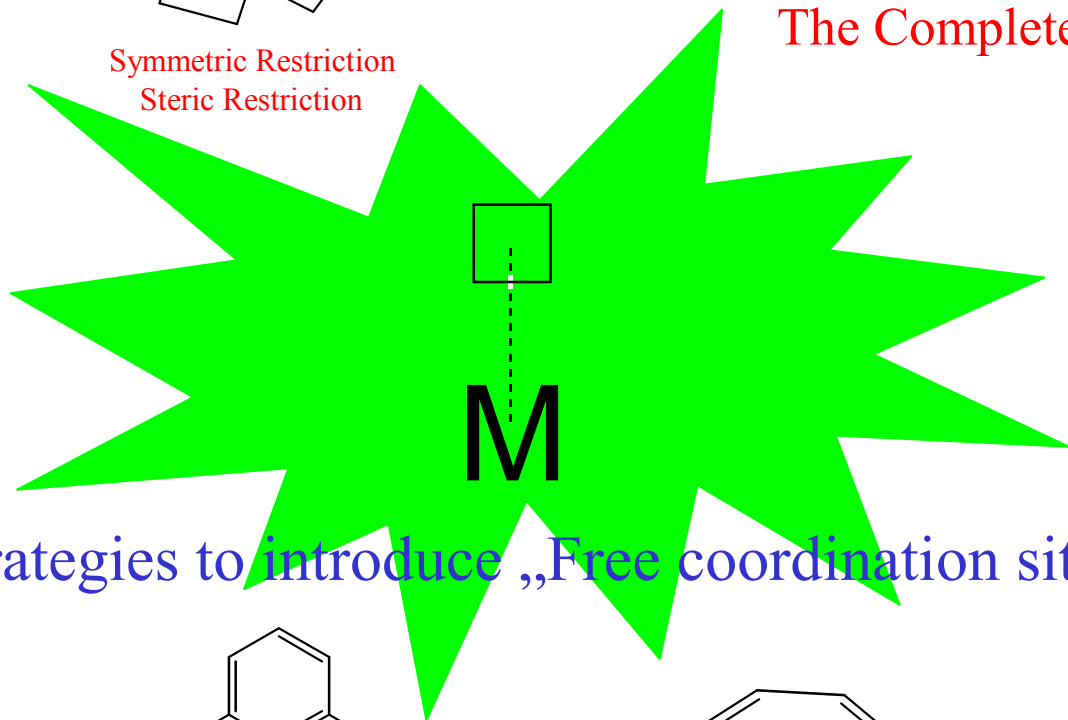 The Complete
Symmetric Restriction
Steric Restriction
M
rategies to introduce „Free coordination sit